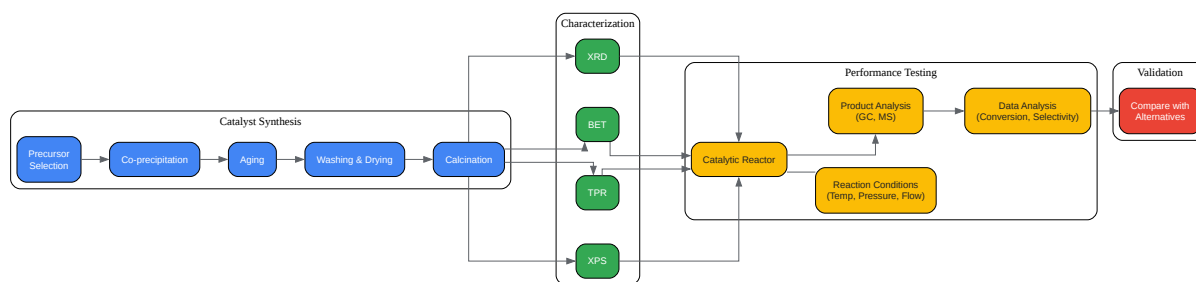 Catalyst Synthesis
Precursor
Selection
Co-precipitation
Aging
Washing & Drying
Calcination
Characterization
XRD
BET
TPR
XPS
Performance Testing
Catalytic Reactor
Product Analysis
(GC, MS)
Reaction Conditions
(Temp, Pressure, Flow)
Data Analysis
(Conversion, Selectivity)
Validation
Compare with
Alternatives